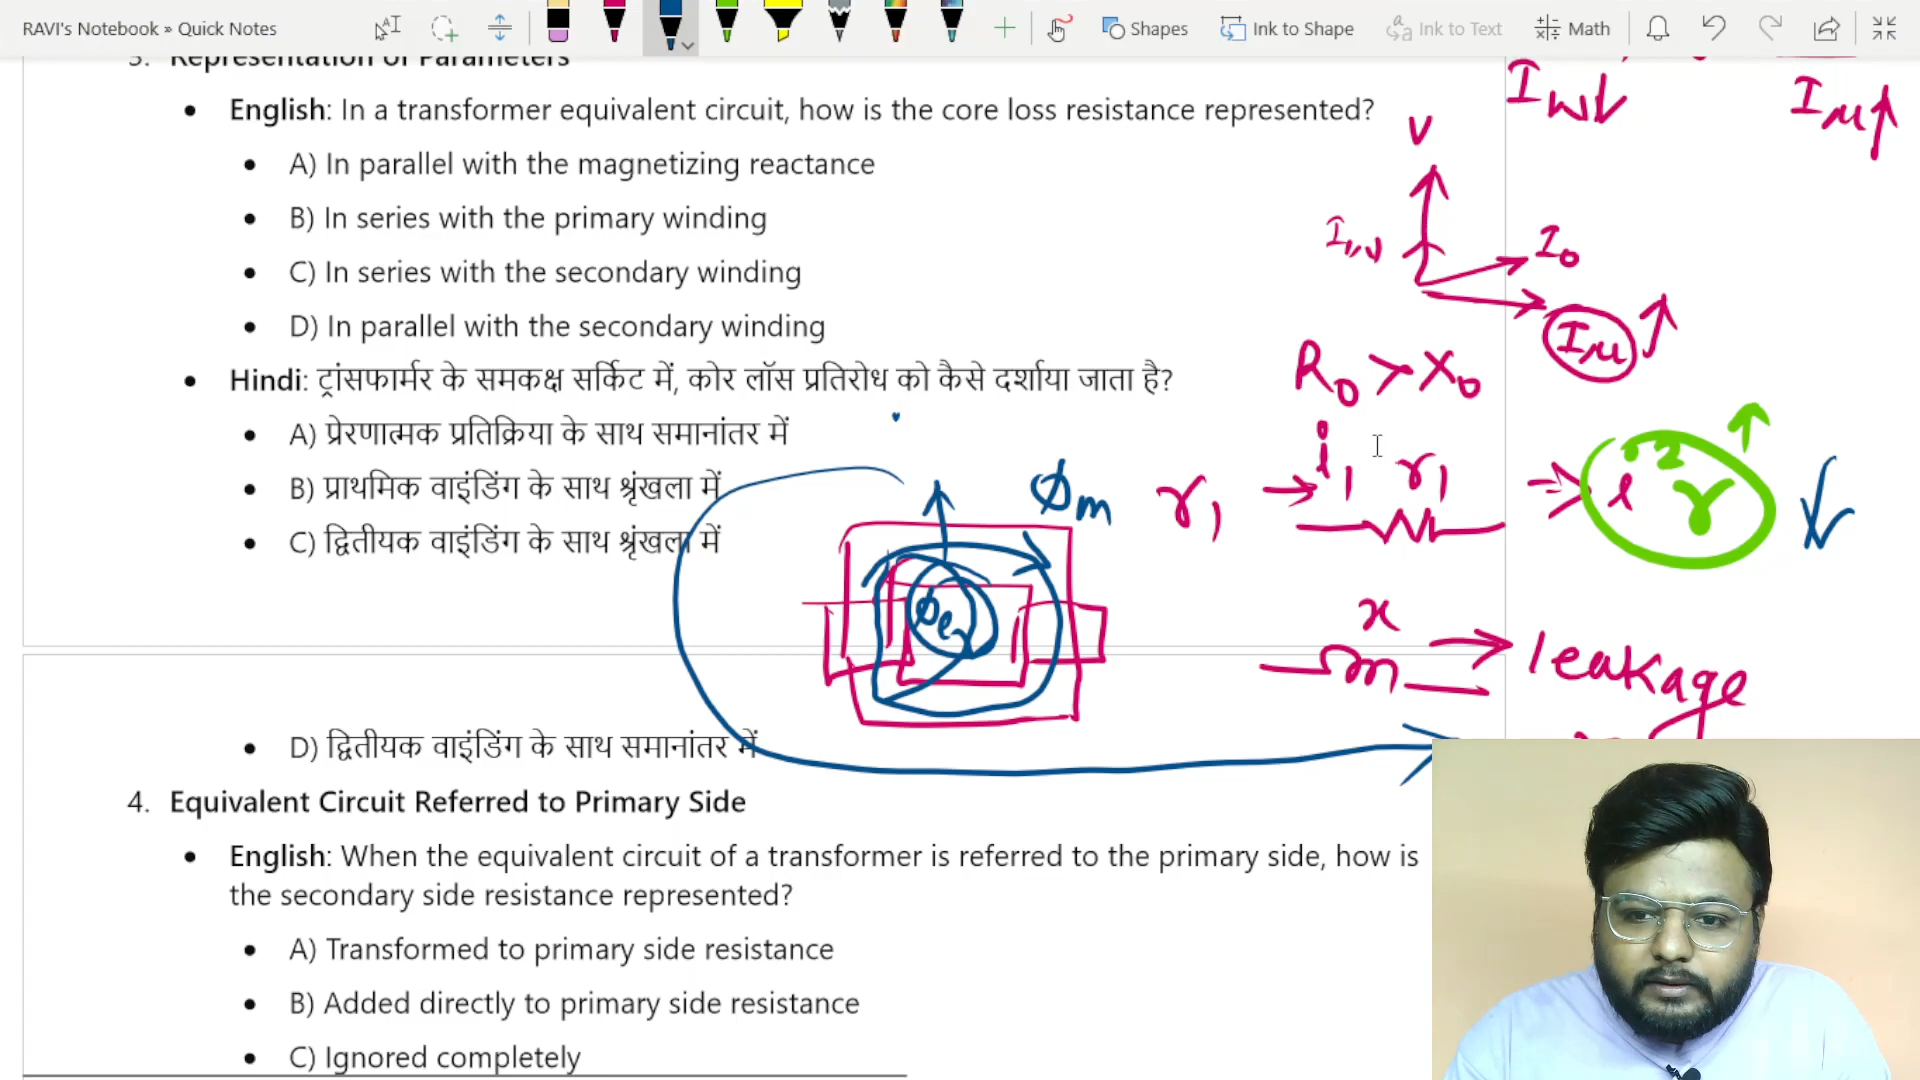 RAVI's Notebook » Quick Notes
Shapes
Ink to Shape
Ink to Text
Math
3. Representation of Parameters
• English: In a transformer equivalent circuit, how is the core loss resistance represented?
• A) In parallel with the magnetizing reactance
• B) In series with the primary winding
• C) In series with the secondary winding
• D) In parallel with the secondary winding
• Hindi: ट्रांसफार्मर के समकक्ष सर्किट में, कोर लॉस प्रतिरोध को कैसे दर्शाया जाता है?
• A) प्रेरणात्मक प्रतिक्रिया के साथ समानांतर में
• B) प्राथमिक वाइंडिंग के साथ श्रृंखला में
• C) द्वितीयक वाइंडिंग के साथ श्रृंखला में
• D) द्वितीयक वाइंडिंग के साथ समानांतर में
4. Equivalent Circuit Referred to Primary Side
• English: When the equivalent circuit of a transformer is referred to the primary side, how is
the secondary side resistance represented?
• A) Transformed to primary side resistance
• B) Added directly to primary side resistance
• C) Ignored completely
Iw↓
Iμ↑
V
Iw
I0
Iμ
R0 > X0
i1 r1
r1
ϕm
ϕe
x
leakage